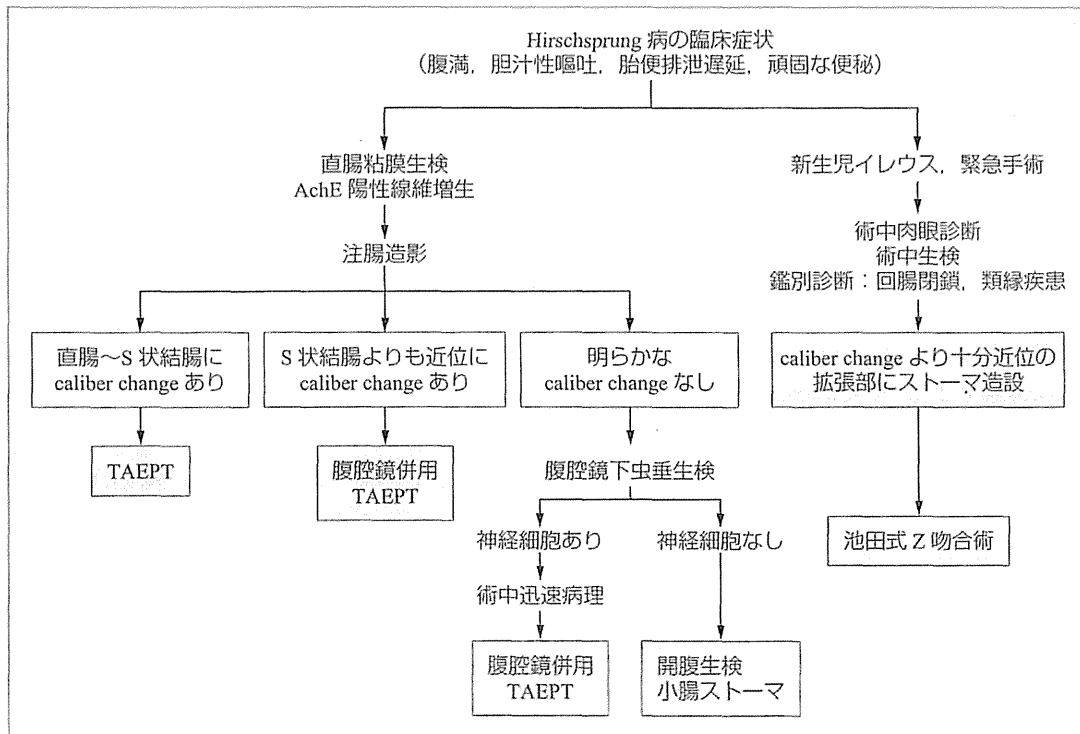 Hirschsprung 病の臨床症状
（腹満，胆汁性嘔吐，胎便排泄遅延，頑固な便秘）
直腸粘膜生検
AchE 陽性線維増生
注腸造影
直腸〜S 状結腸に
caliber change あり
TAEPT
S 状結腸よりも近位に
caliber change あり
腹腔鏡併用
TAEPT
明らかな
caliber change なし
腹腔鏡下虫垂生検
神経細胞あり
術中迅速病理
腹腔鏡併用
TAEPT
神経細胞なし
開腹生検
小腸ストーマ
新生児イレウス，緊急手術
術中肉眼診断
術中生検
鑑別診断：回腸閉鎖，類縁疾患
caliber change より十分近位の
拡張部にストーマ造設
池田式 Z 吻合術